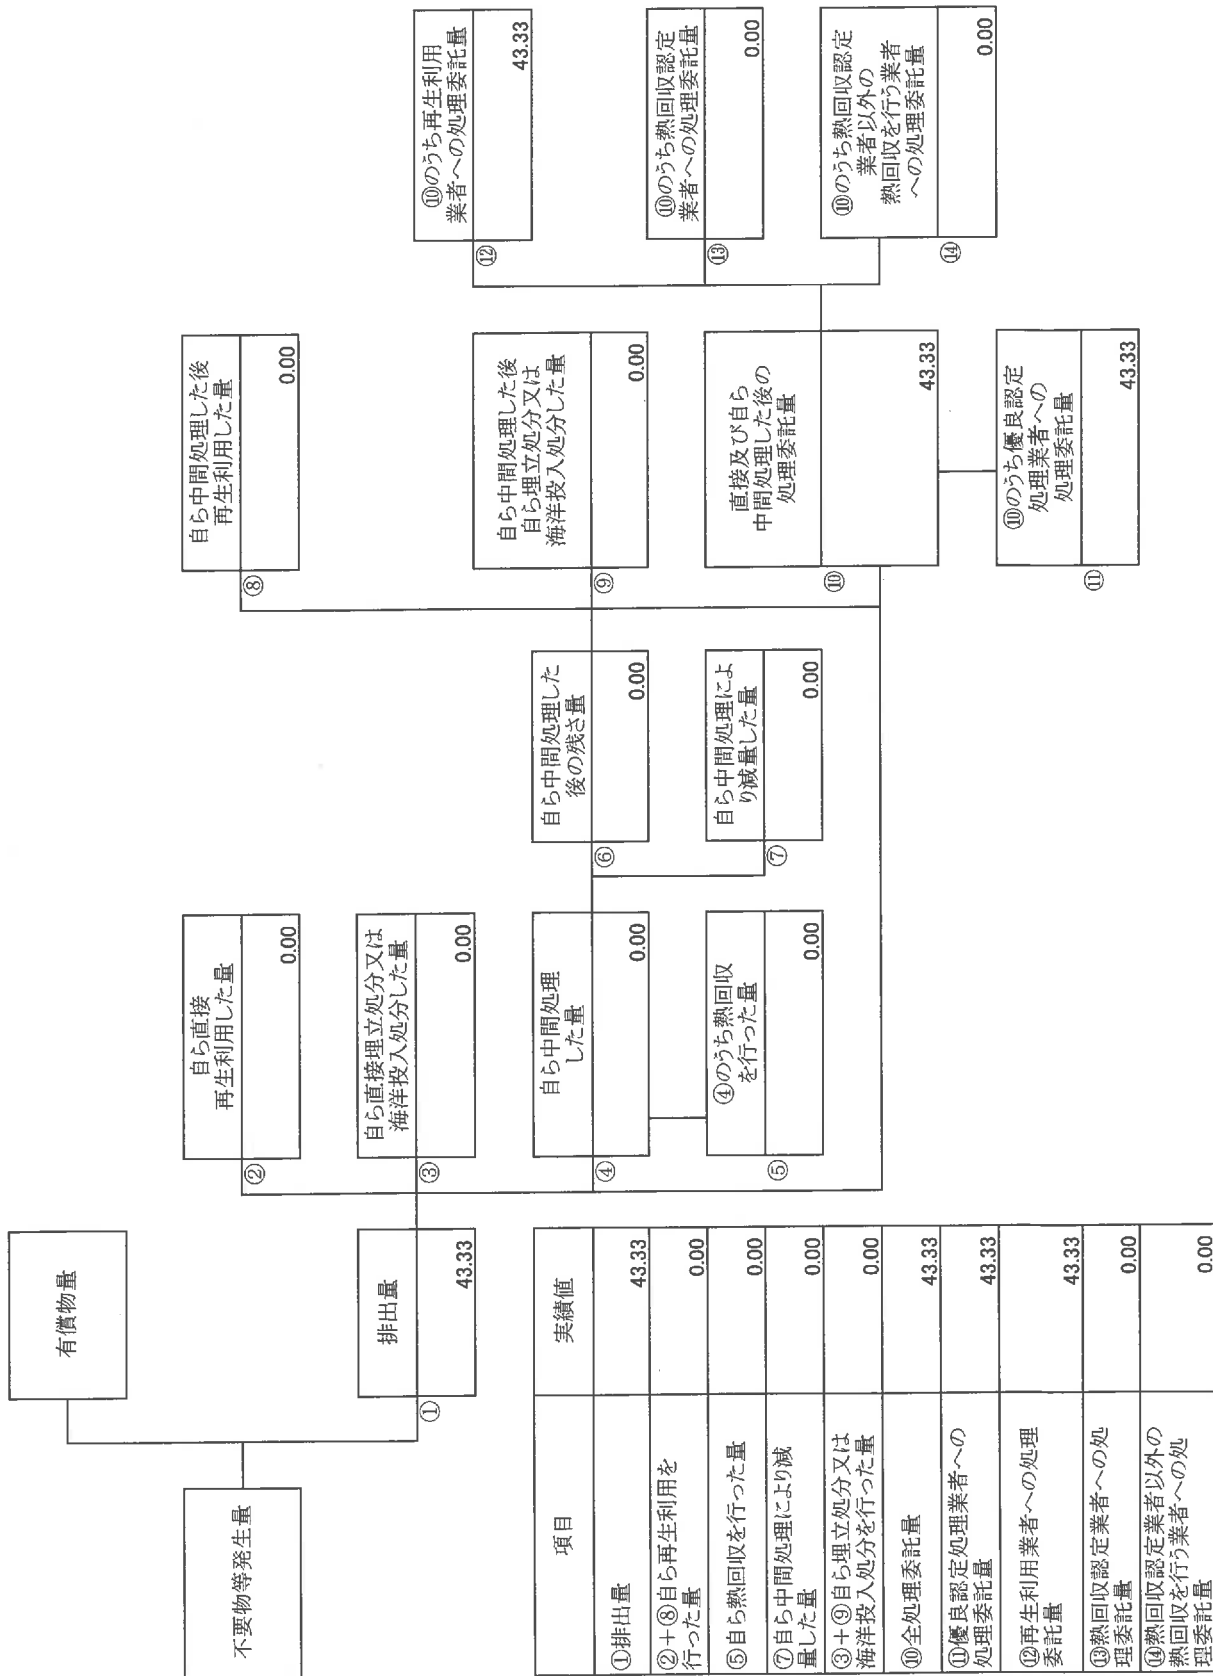 不要物等発生量
有償物量
排出量
①
43.33
自ら直接
再生利用した量
②
0.00
自ら直接埋立処分又は
海洋投入処分した量
③
0.00
自ら中間処理
した量
④
0.00
④のうち熱回収
を行った量
⑤
0.00
自ら中間処理した
後の残さ量
⑥
0.00
自ら中間処理によ
り減量した量
⑦
0.00
自ら中間処理した後
再生利用した量
⑧
0.00
自ら中間処理した後
自ら埋立処分又は
海洋投入処分した量
⑨
0.00
直接及び自ら
中間処理した後の
処理委託量
⑩
43.33
⑩のうち優良認定
処理業者への
処理委託量
⑪
43.33
⑩のうち再生利用
業者への処理委託量
⑫
43.33
⑩のうち熱回収認定
業者への処理委託量
⑬
0.00
⑩のうち熱回収認定
業者以外の
熱回収を行う業者
への処理委託量
⑭
0.00
項目 実績値
①排出量 43.33
②+⑧自ら再生利用を
行った量 0.00
⑤自ら熱回収を行った量 0.00
⑦自ら中間処理により減
量した量 0.00
③+⑨自ら埋立処分又は
海洋投入処分を行った量 0.00
⑩全処理委託量 43.33
⑪優良認定処理業者への
処理委託量 43.33
⑫再生利用業者への処理
委託量 43.33
⑬熱回収認定業者への処
理委託量 0.00
⑭熱回収認定業者以外の
熱回収を行う業者への処
理委託量 0.00